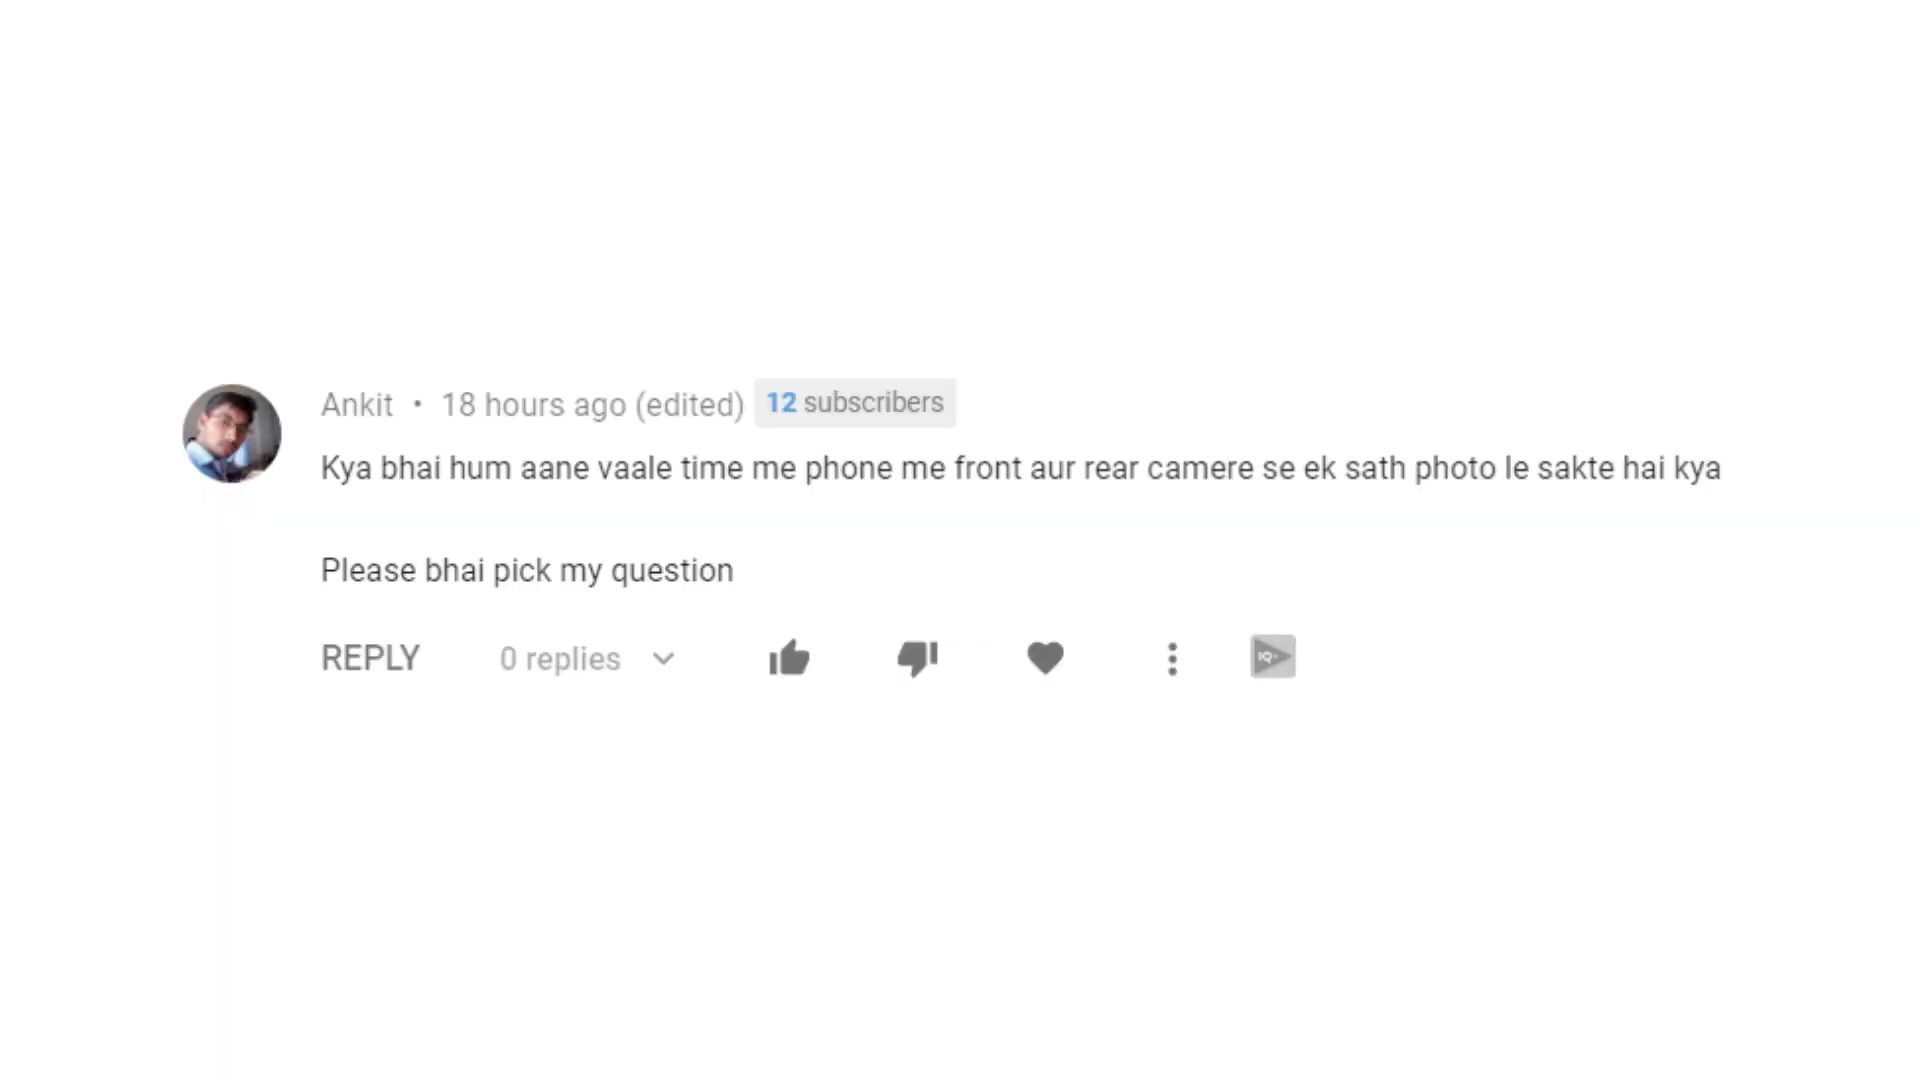 Ankit • 18 hours ago (edited) 12 subscribers
Kya bhai hum aane vaale time me phone me front aur rear camere se ek sath photo le sakte hai kya
Please bhai pick my question
REPLY 0 replies
IQ